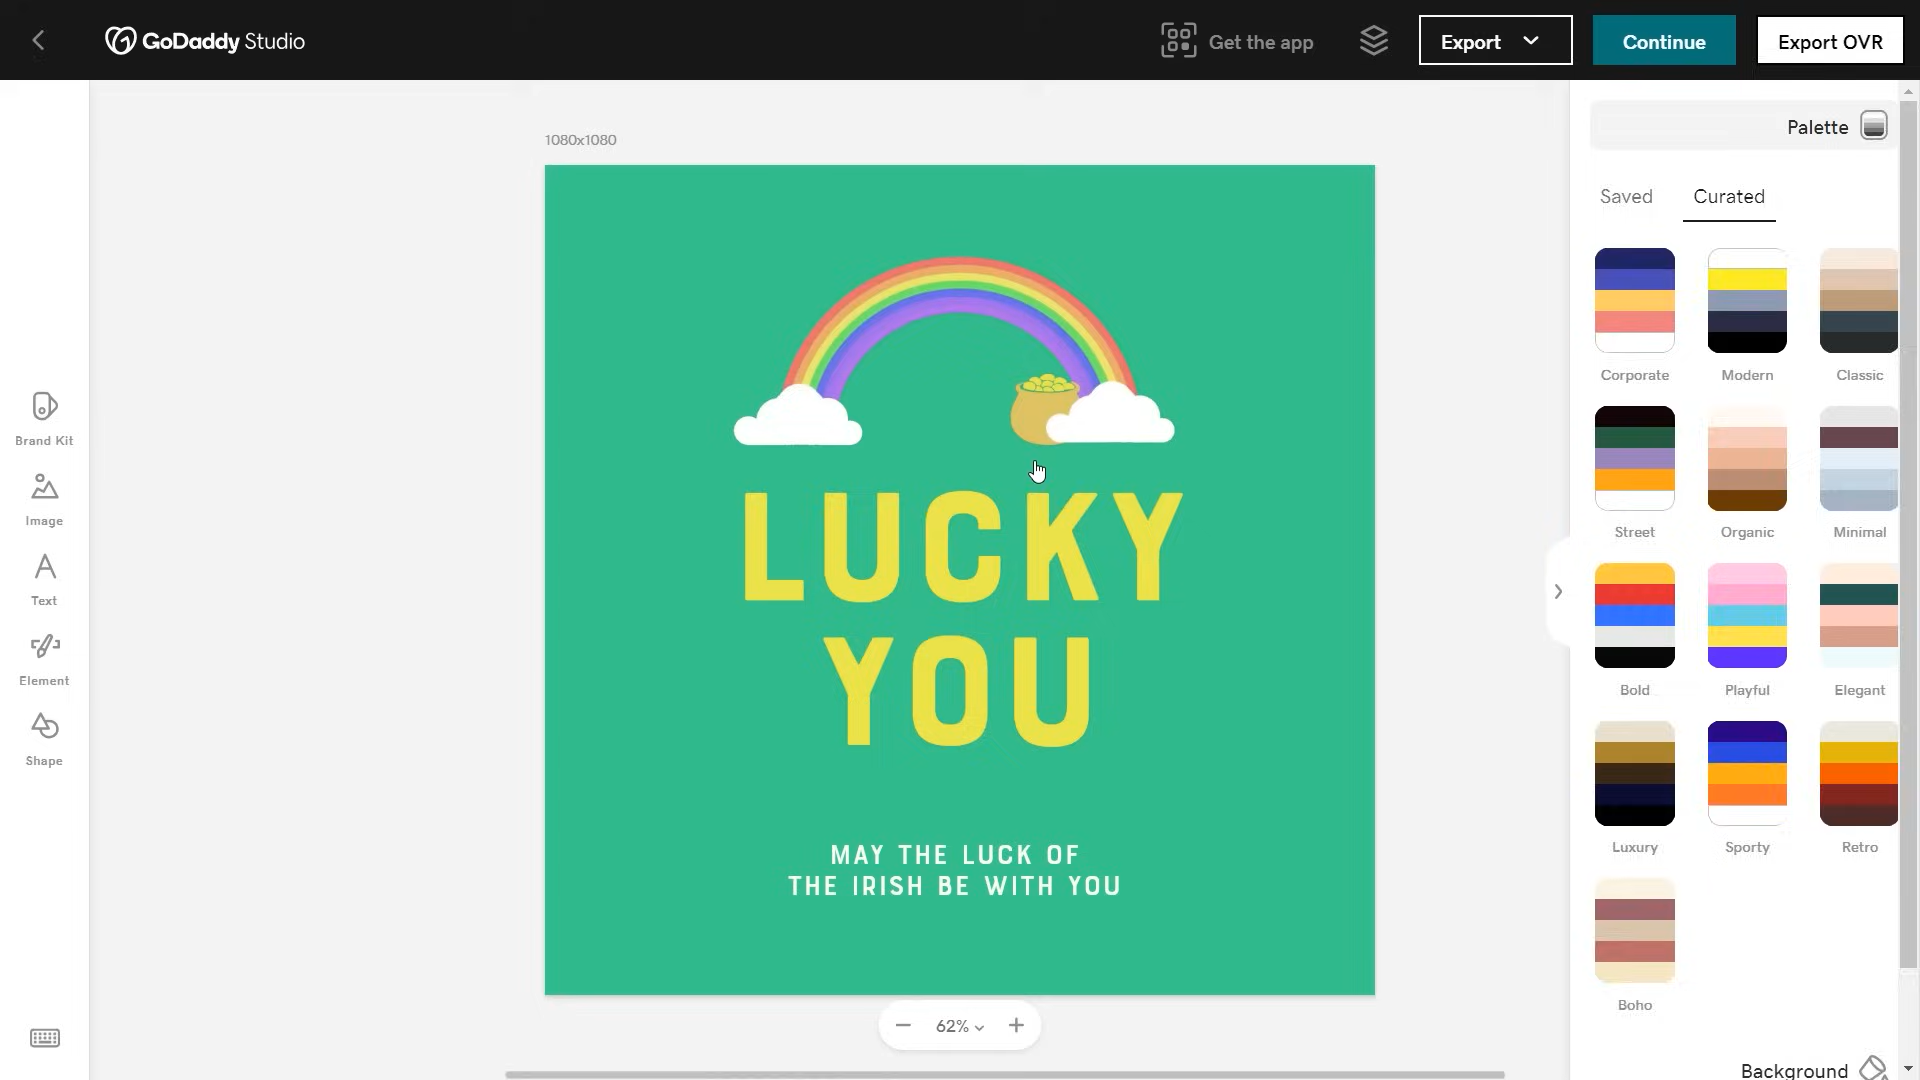 GoDaddy Studio
Get the app
Export
Continue
Export OVR
1080x1080
Palette
Saved
Curated
Corporate
Modern
Classic
Street
Organic
Minimal
Bold
Playful
Elegant
Luxury
Sporty
Retro
Boho
Background
Brand Kit
Image
Text
Element
Shape
LUCKY
YOU
MAY THE LUCK OF
THE IRISH BE WITH YOU
62%